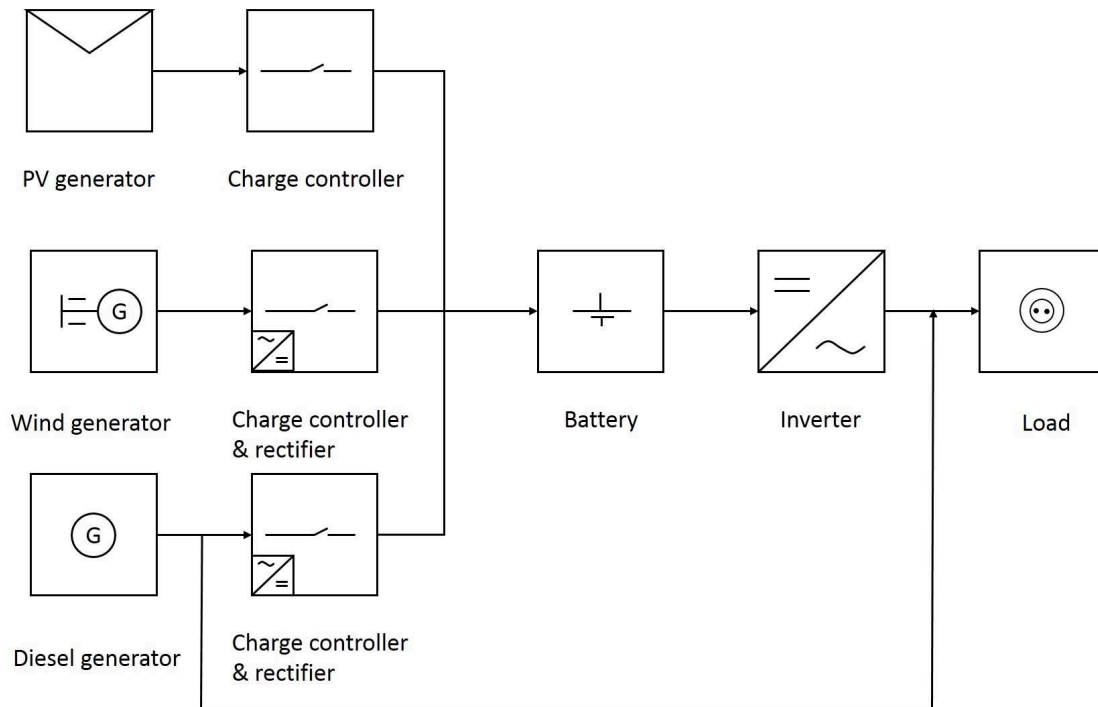 PV generator
Charge controller
G
Wind generator
Charge controller
& rectifier
Battery
Inverter
Load
G
Diesel generator
Charge controller
& rectifier